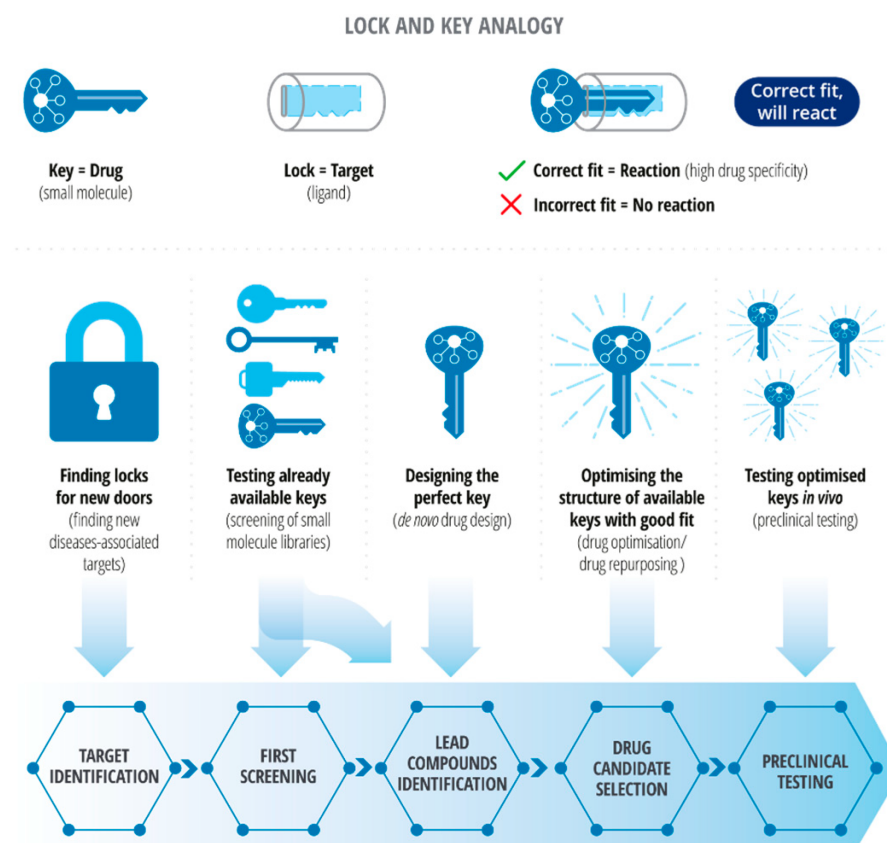 LOCK AND KEY ANALOGY
Correct fit,
will react
Key = Drug
(small molecule)
Lock = Target
(ligand)
Correct fit = Reaction (high drug specificity)
Incorrect fit = No reaction
Finding locks
for new doors
(finding new
diseases-associated
targets)
Testing already
available keys
(screening of small
molecule libraries)
Designing the
perfect key
(de novo drug design)
Optimising the
structure of available
keys with good fit
(drug optimisation/
drug repurposing )
Testing optimised
keys in vivo
(preclinical testing)
TARGET
IDENTIFICATION
FIRST
SCREENING
LEAD
COMPOUNDS
IDENTIFICATION
DRUG
CANDIDATE
SELECTION
PRECLINICAL
TESTING